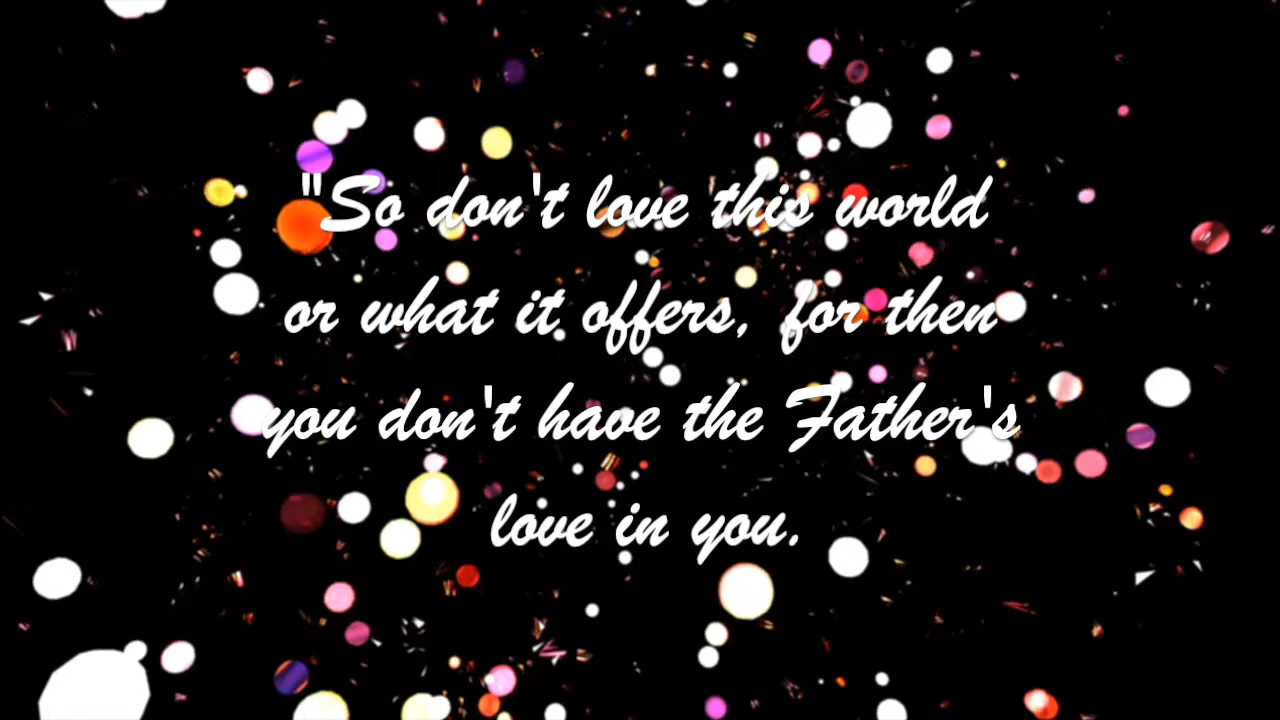 "So don't love this world
or what it offers, for then
you don't have the Father's
love in you.